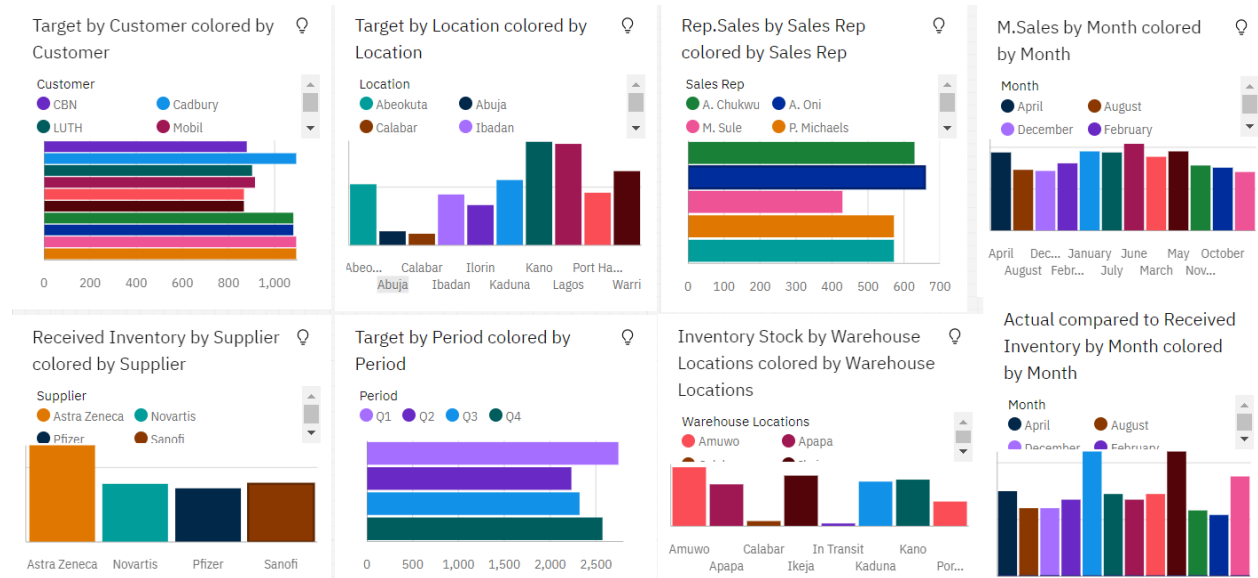 Target by Customer colored by
Customer
Customer
CBN
Cadbury
LUTH
Mobil
0
200
400
600
800
1,000
Target by Location colored by
Location
Location
Abeokuta
Abuja
Calabar
Ibadan
Abeo...
Calabar
Ilorin
Kano
Port Ha...
Abuja
Ibadan
Kaduna
Lagos
Warri
Rep.Sales by Sales Rep
colored by Sales Rep
Sales Rep
A. Chukwu
A. Oni
M. Sule
P. Michaels
0
100
200
300
400
500
600
700
M.Sales by Month colored
by Month
Month
April
August
December
February
April
Dec...
January
June
May
October
August
Febr...
July
March
Nov...
Received Inventory by Supplier
colored by Supplier
Supplier
Astra Zeneca
Novartis
Pfizer
Sanofi
Astra Zeneca
Novartis
Pfizer
Sanofi
Target by Period colored by
Period
Period
Q1
Q2
Q3
Q4
0
500
1,000
1,500
2,000
2,500
Inventory Stock by Warehouse
Locations colored by Warehouse
Locations
Warehouse Locations
Amuwo
Apapa
Amuwo
Calabar
In Transit
Kano
Apapa
Ikeja
Kaduna
Por...
Actual compared to Received
Inventory by Month colored
by Month
Month
April
August
December
February